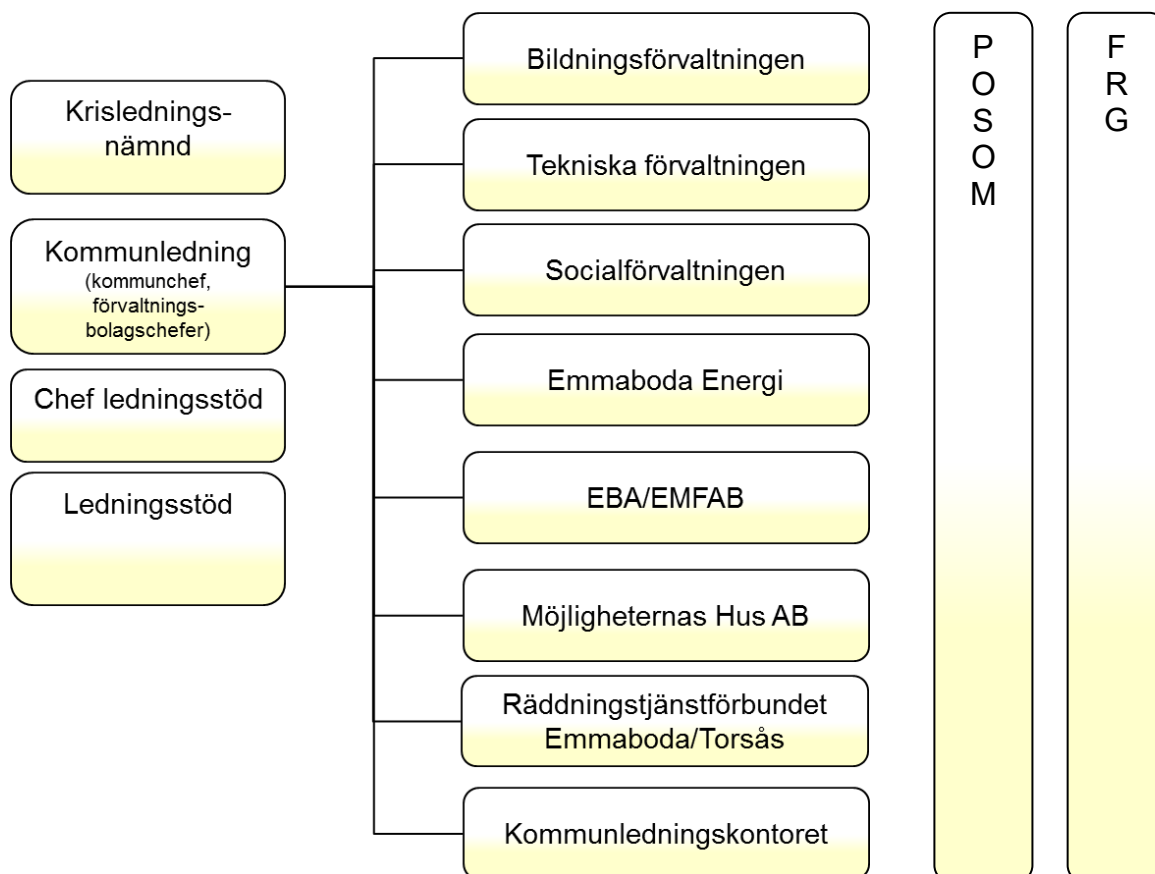 Krislednings-
nämnd
Kommunledning
(kommunchef,
förvaltnings-
bolagschefer)
Chef ledningsstöd
Ledningsstöd
Bildningsförvaltningen
Tekniska förvaltningen
Socialförvaltningen
Emmaboda Energi
EBA/EMFAB
Möjligheternas Hus AB
Räddningstjänstförbundet
Emmaboda/Torsås
Kommunledningskontoret
P
O
S
O
M
F
R
G